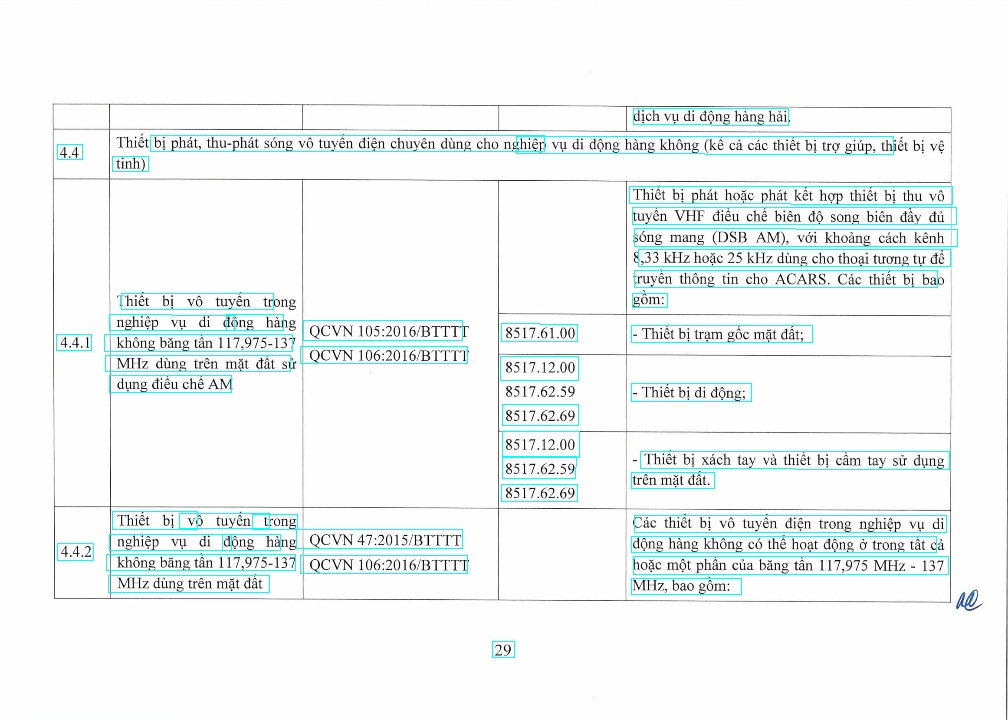 dịch vụ di động hàng hải.
4.4
Thiết bị phát, thu-phát sóng vô tuyến điện chuyên dùng cho nghiệp vụ di động hàng không (kể cả các thiết bị trợ giúp, thiết bị vệ
tinh)
4.4.1
Thiết bị vô tuyến trong
nghiệp vụ di động hàng
không băng tần 117,975-137
MHz dùng trên mặt đất sử
dụng điều chế AM
QCVN 105:2016/BTTTT
QCVN 106:2016/BTTTT
Thiết bị phát hoặc phát kết hợp thiết bị thu vô
tuyến VHF điều chế biên độ song biên đầy đủ
sóng mang (DSB AM), với khoảng cách kênh
8,33 kHz hoặc 25 kHz dùng cho thoại tương tự để
truyền thông tin cho ACARS. Các thiết bị bao
gồm:
8517.61.00
- Thiết bị trạm gốc mặt đất;
8517.12.00
8517.62.59
8517.62.69
- Thiết bị di động;
8517.12.00
8517.62.59
8517.62.69
- Thiết bị xách tay và thiết bị cầm tay sử dụng
trên mặt đất.
4.4.2
Thiết bị vô tuyến trong
nghiệp vụ di động hàng
không băng tần 117,975-137
MHz dùng trên mặt đất
QCVN 47:2015/BTTTT
QCVN 106:2016/BTTTT
Các thiết bị vô tuyến điện trong nghiệp vụ di
động hàng không có thể hoạt động ở trong tất cả
hoặc một phần của băng tần 117,975 MHz - 137
MHz, bao gồm:
29